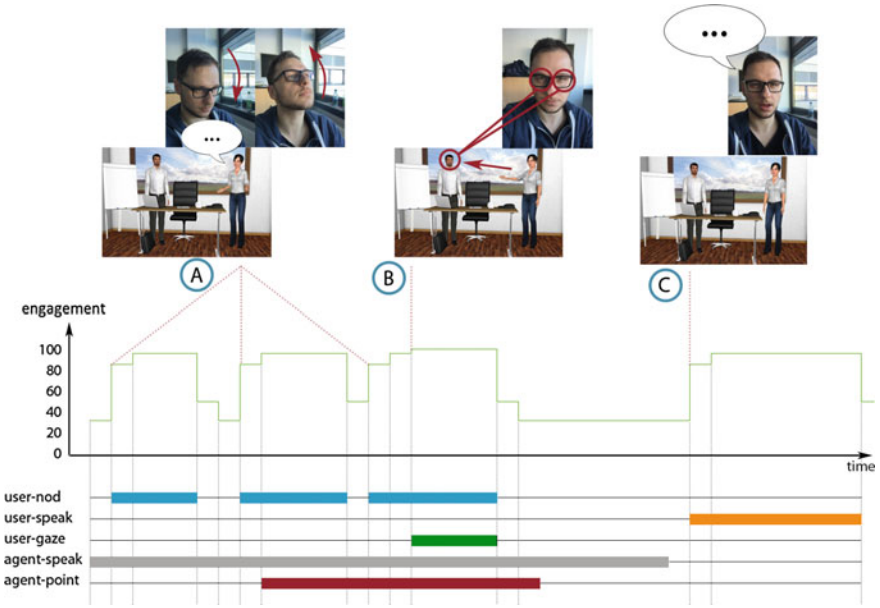 ...
...
A
B
C
engagement
100
80
60
40
20
0
time
user-nod
user-speak
user-gaze
agent-speak
agent-point